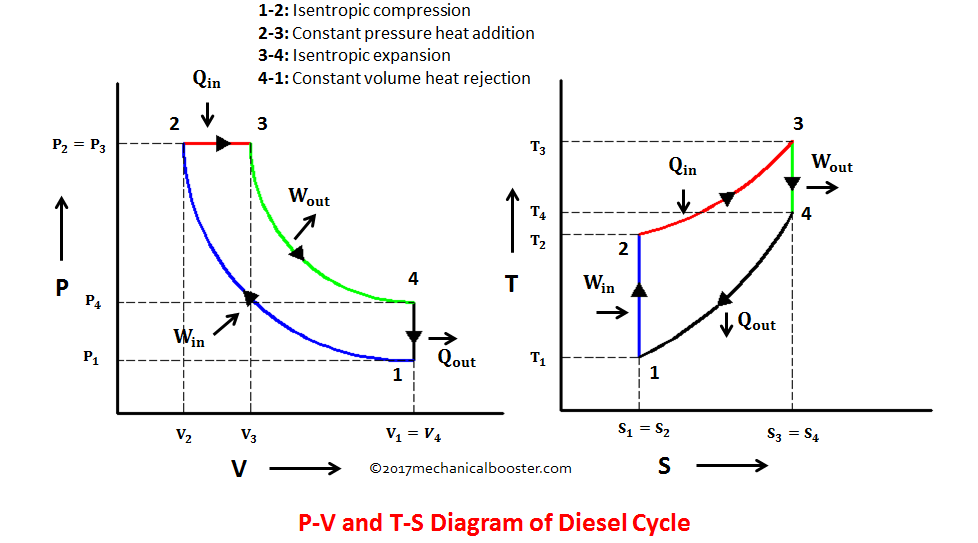 1-2: Isentropic compression
2-3: Constant pressure heat addition
3-4: Isentropic expansion
4-1: Constant volume heat rejection
Qin
2
3
P₂ = P₃
Wout
P
4
P₄
Win
P₁
1
Qout
V₂
V₃
V₁ = V₄
V
3
T₃
Qin
Wout
T₄
4
T₂
2
T
Win
Qout
T₁
1
S₁ = S₂
S₃ = S₄
S
©2017mechanicalbooster.com
P-V and T-S Diagram of Diesel Cycle